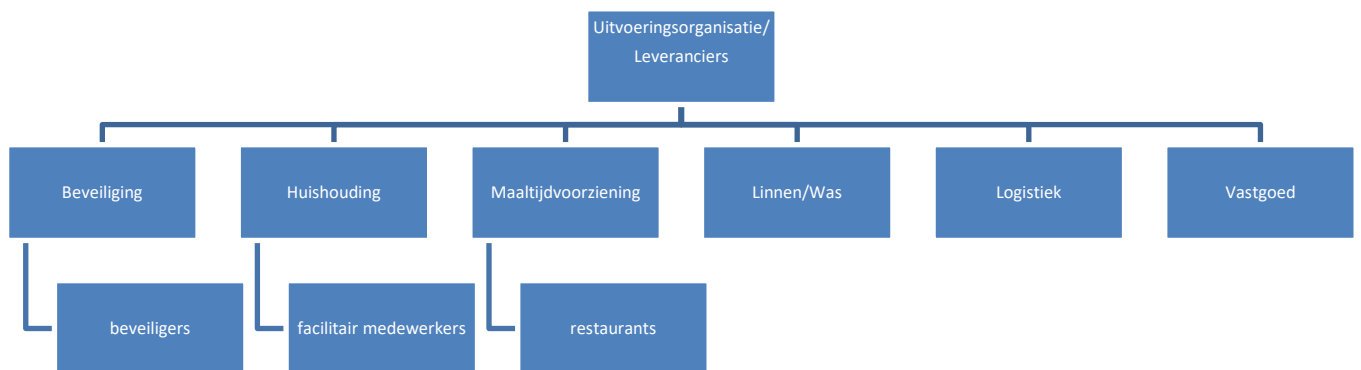 Uitvoeringsorganisatie/
Leveranciers
Beveiliging
Huishouding
Maaltijdvoorziening
Linnen/Was
Logistiek
Vastgoed
beveiligers
facilitair medewerkers
restaurants